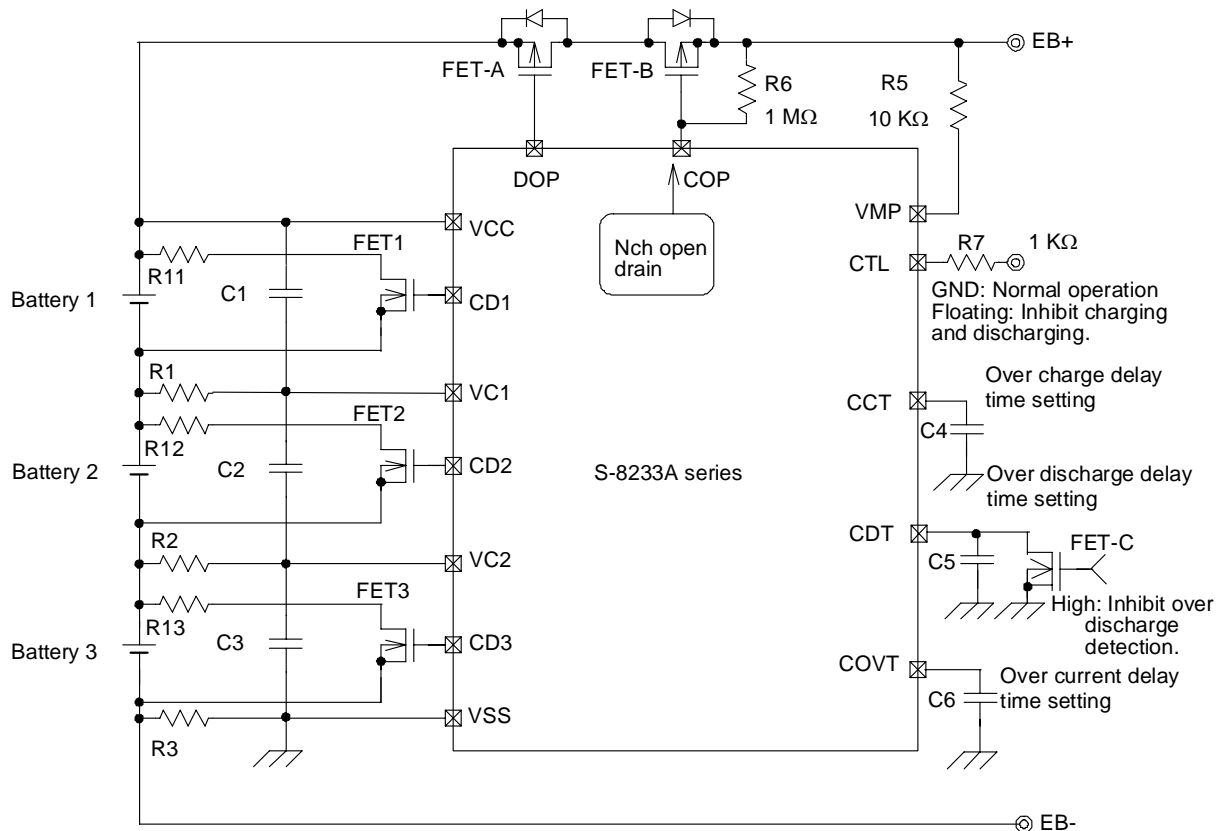 EB+
FET-A
FET-B
R6
1 MΩ
R5
10 KΩ
DOP
COP
VMP
VCC
Nch open
drain
FET1
R7
1 KΩ
CTL
R11
C1
GND: Normal operation
Floating: Inhibit charging
and discharging.
Battery 1
CD1
R1
VC1
Over charge delay
time setting
FET2
CCT
R12
C4
Battery 2
C2
CD2
S-8233A series
Over discharge delay
time setting
R2
VC2
CDT
FET-C
C5
FET3
R13
High: Inhibit over
discharge
detection.
Battery 3
C3
CD3
COVT
Over current delay
time setting
C6
VSS
R3
EB-